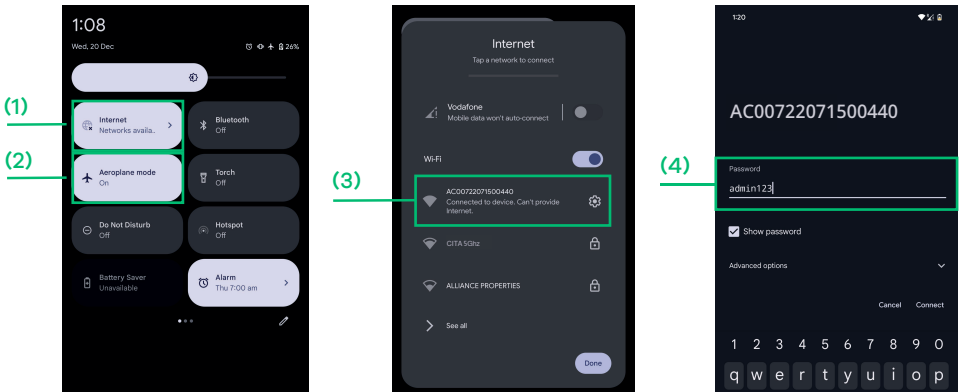 1:08
Wed, 20 Dec
26%
(1)
Internet
Networks availa..
Bluetooth
Off
(2)
Aeroplane mode
On
Torch
Off
Do Not Disturb
Off
Hotspot
Off
Battery Saver
Unavailable
Alarm
Thu 7:00 am
Internet
Tap a network to connect
Vodafone
Mobile data won't auto-connect
Wi-Fi
(3)
AC00722071500440
Connected to device. Can't provide
Internet.
CITA 5Ghz
ALLIANCE PROPERTIES
See all
Done
1:20
AC00722071500440
(4)
Password
admin123
Show password
Advanced options
Cancel Connect
1 2 3 4 5 6 7 8 9 0
q w e r t y u i o p